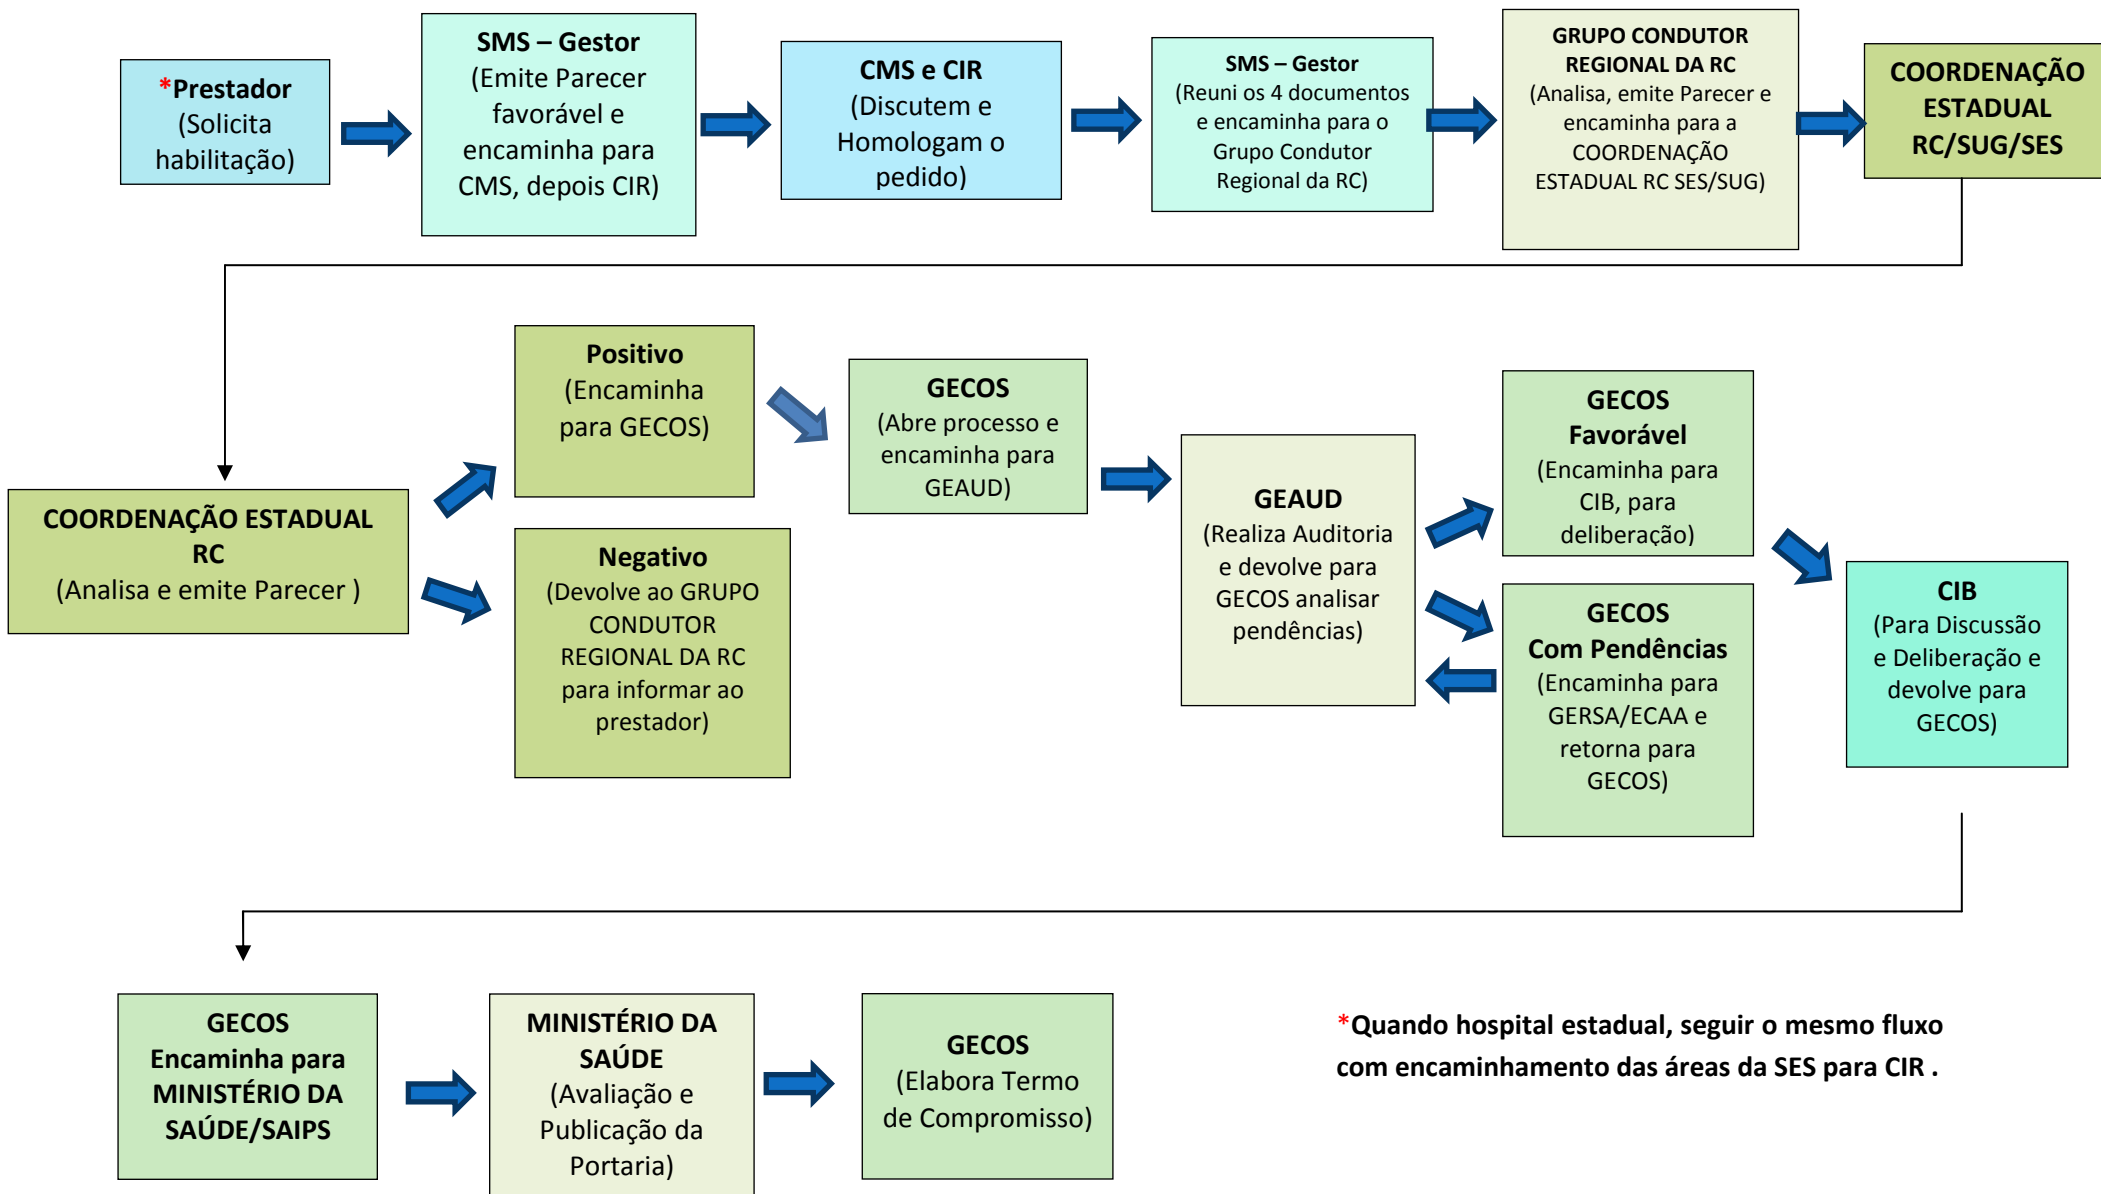 *Prestador
(Solicita
habilitação)
SMS – Gestor
(Emite Parecer
favorável e
encaminha para
CMS, depois CIR)
CMS e CIR
(Discutem e
Homologam o
pedido)
SMS – Gestor
(Reuni os 4 documentos
e encaminha para o
Grupo Condutor
Regional da RC)
GRUPO CONDUTOR
REGIONAL DA RC
(Analisa, emite Parecer e
encaminha para a
COORDENAÇÃO
ESTADUAL RC SES/SUG)
COORDENAÇÃO
ESTADUAL
RC/SUG/SES
COORDENAÇÃO ESTADUAL
RC
(Analisa e emite Parecer )
Positivo
(Encaminha
para GECOS)
Negativo
(Devolve ao GRUPO
CONDUTOR
REGIONAL DA RC
para informar ao
prestador)
GECOS
(Abre processo e
encaminha para
GEAUD)
GEAUD
(Realiza Auditoria
e devolve para
GECOS analisar
pendências)
GECOS
Favorável
(Encaminha para
CIB, para
deliberação)
GECOS
Com Pendências
(Encaminha para
GERSA/ECAA e
retorna para
GECOS)
CIB
(Para Discussão
e Deliberação e
devolve para
GECOS)
GECOS
Encaminha para
MINISTÉRIO DA
SAÚDE/SAIPS
MINISTÉRIO DA
SAÚDE
(Avaliação e
Publicação da
Portaria)
GECOS
(Elabora Termo
de Compromisso)
*Quando hospital estadual, seguir o mesmo fluxo
com encaminhamento das áreas da SES para CIR .